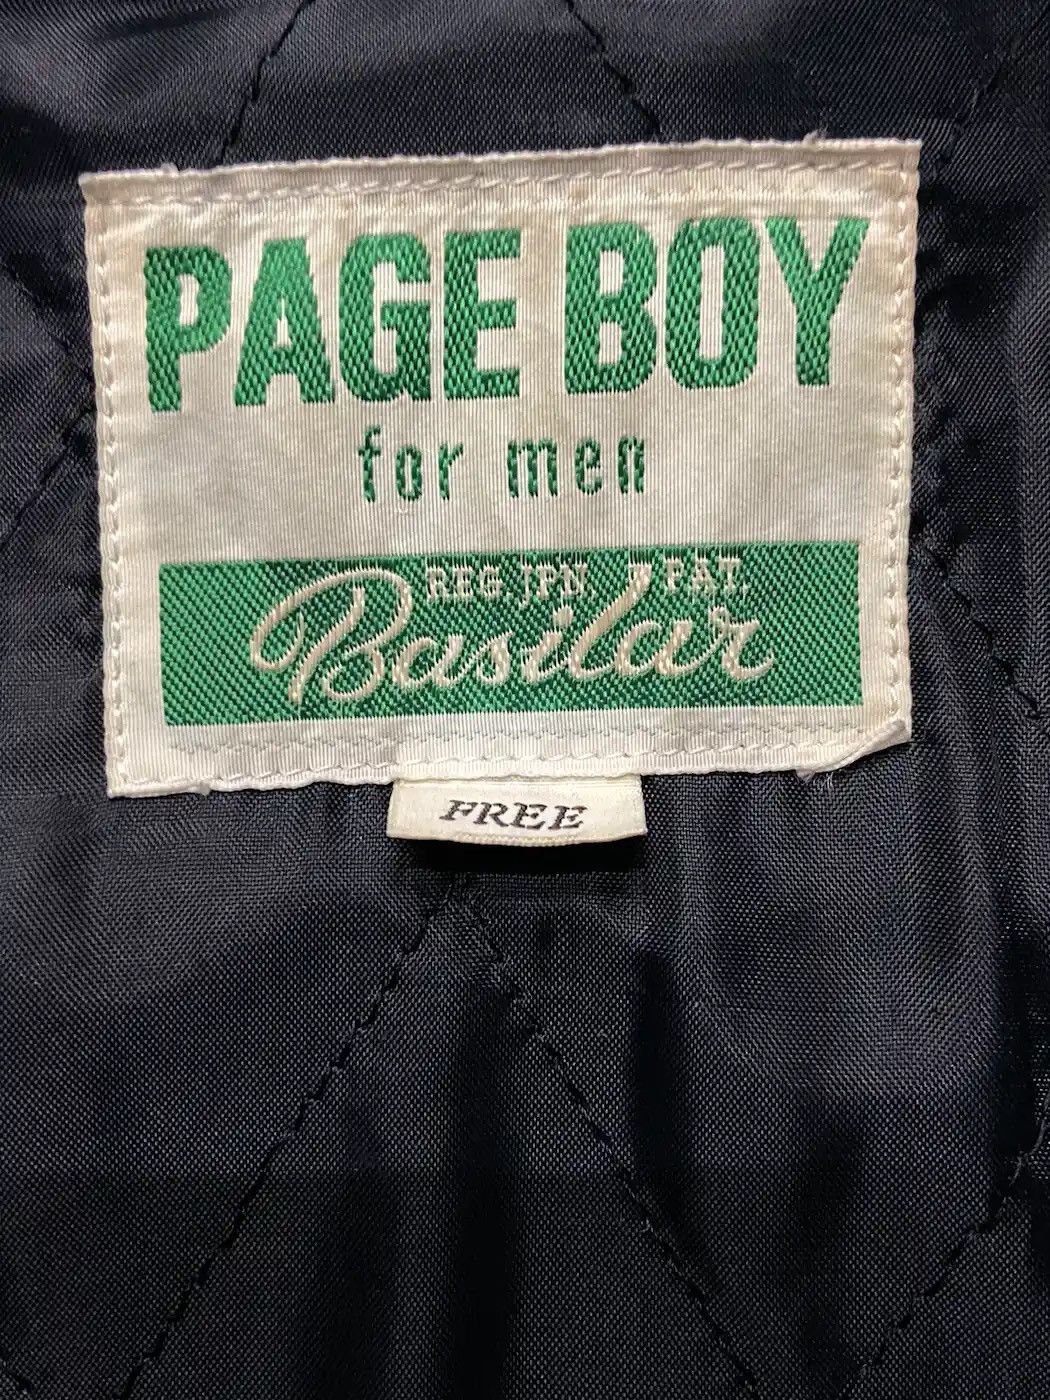 PAGE BOY
for men
REG. JPN. PAT.
Basilar
FREE